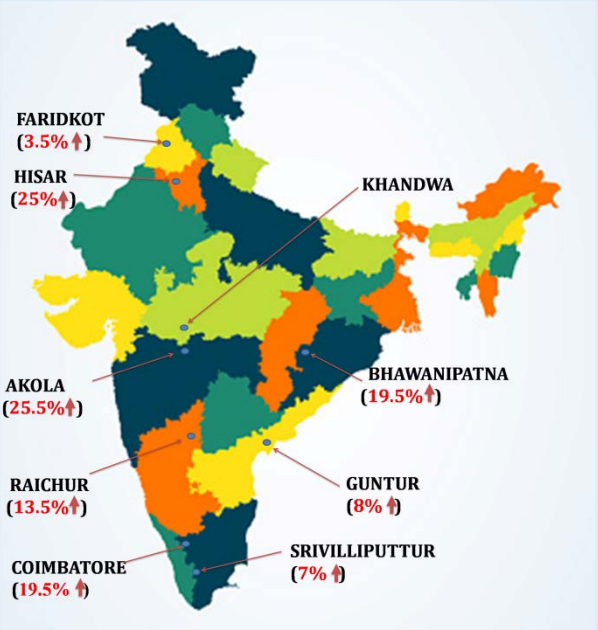 FARIDKOT
(3.5%⬆)
HISAR
(25%⬆)
KHANDWA
AKOLA
(25.5%⬆)
BHAWANIPATNA
(19.5%⬆)
RAICHUR
(13.5%⬆)
GUNTUR
(8%⬆)
COIMBATORE
(19.5% ⬆)
SRIVILLIPUTTUR
(7% ⬆)